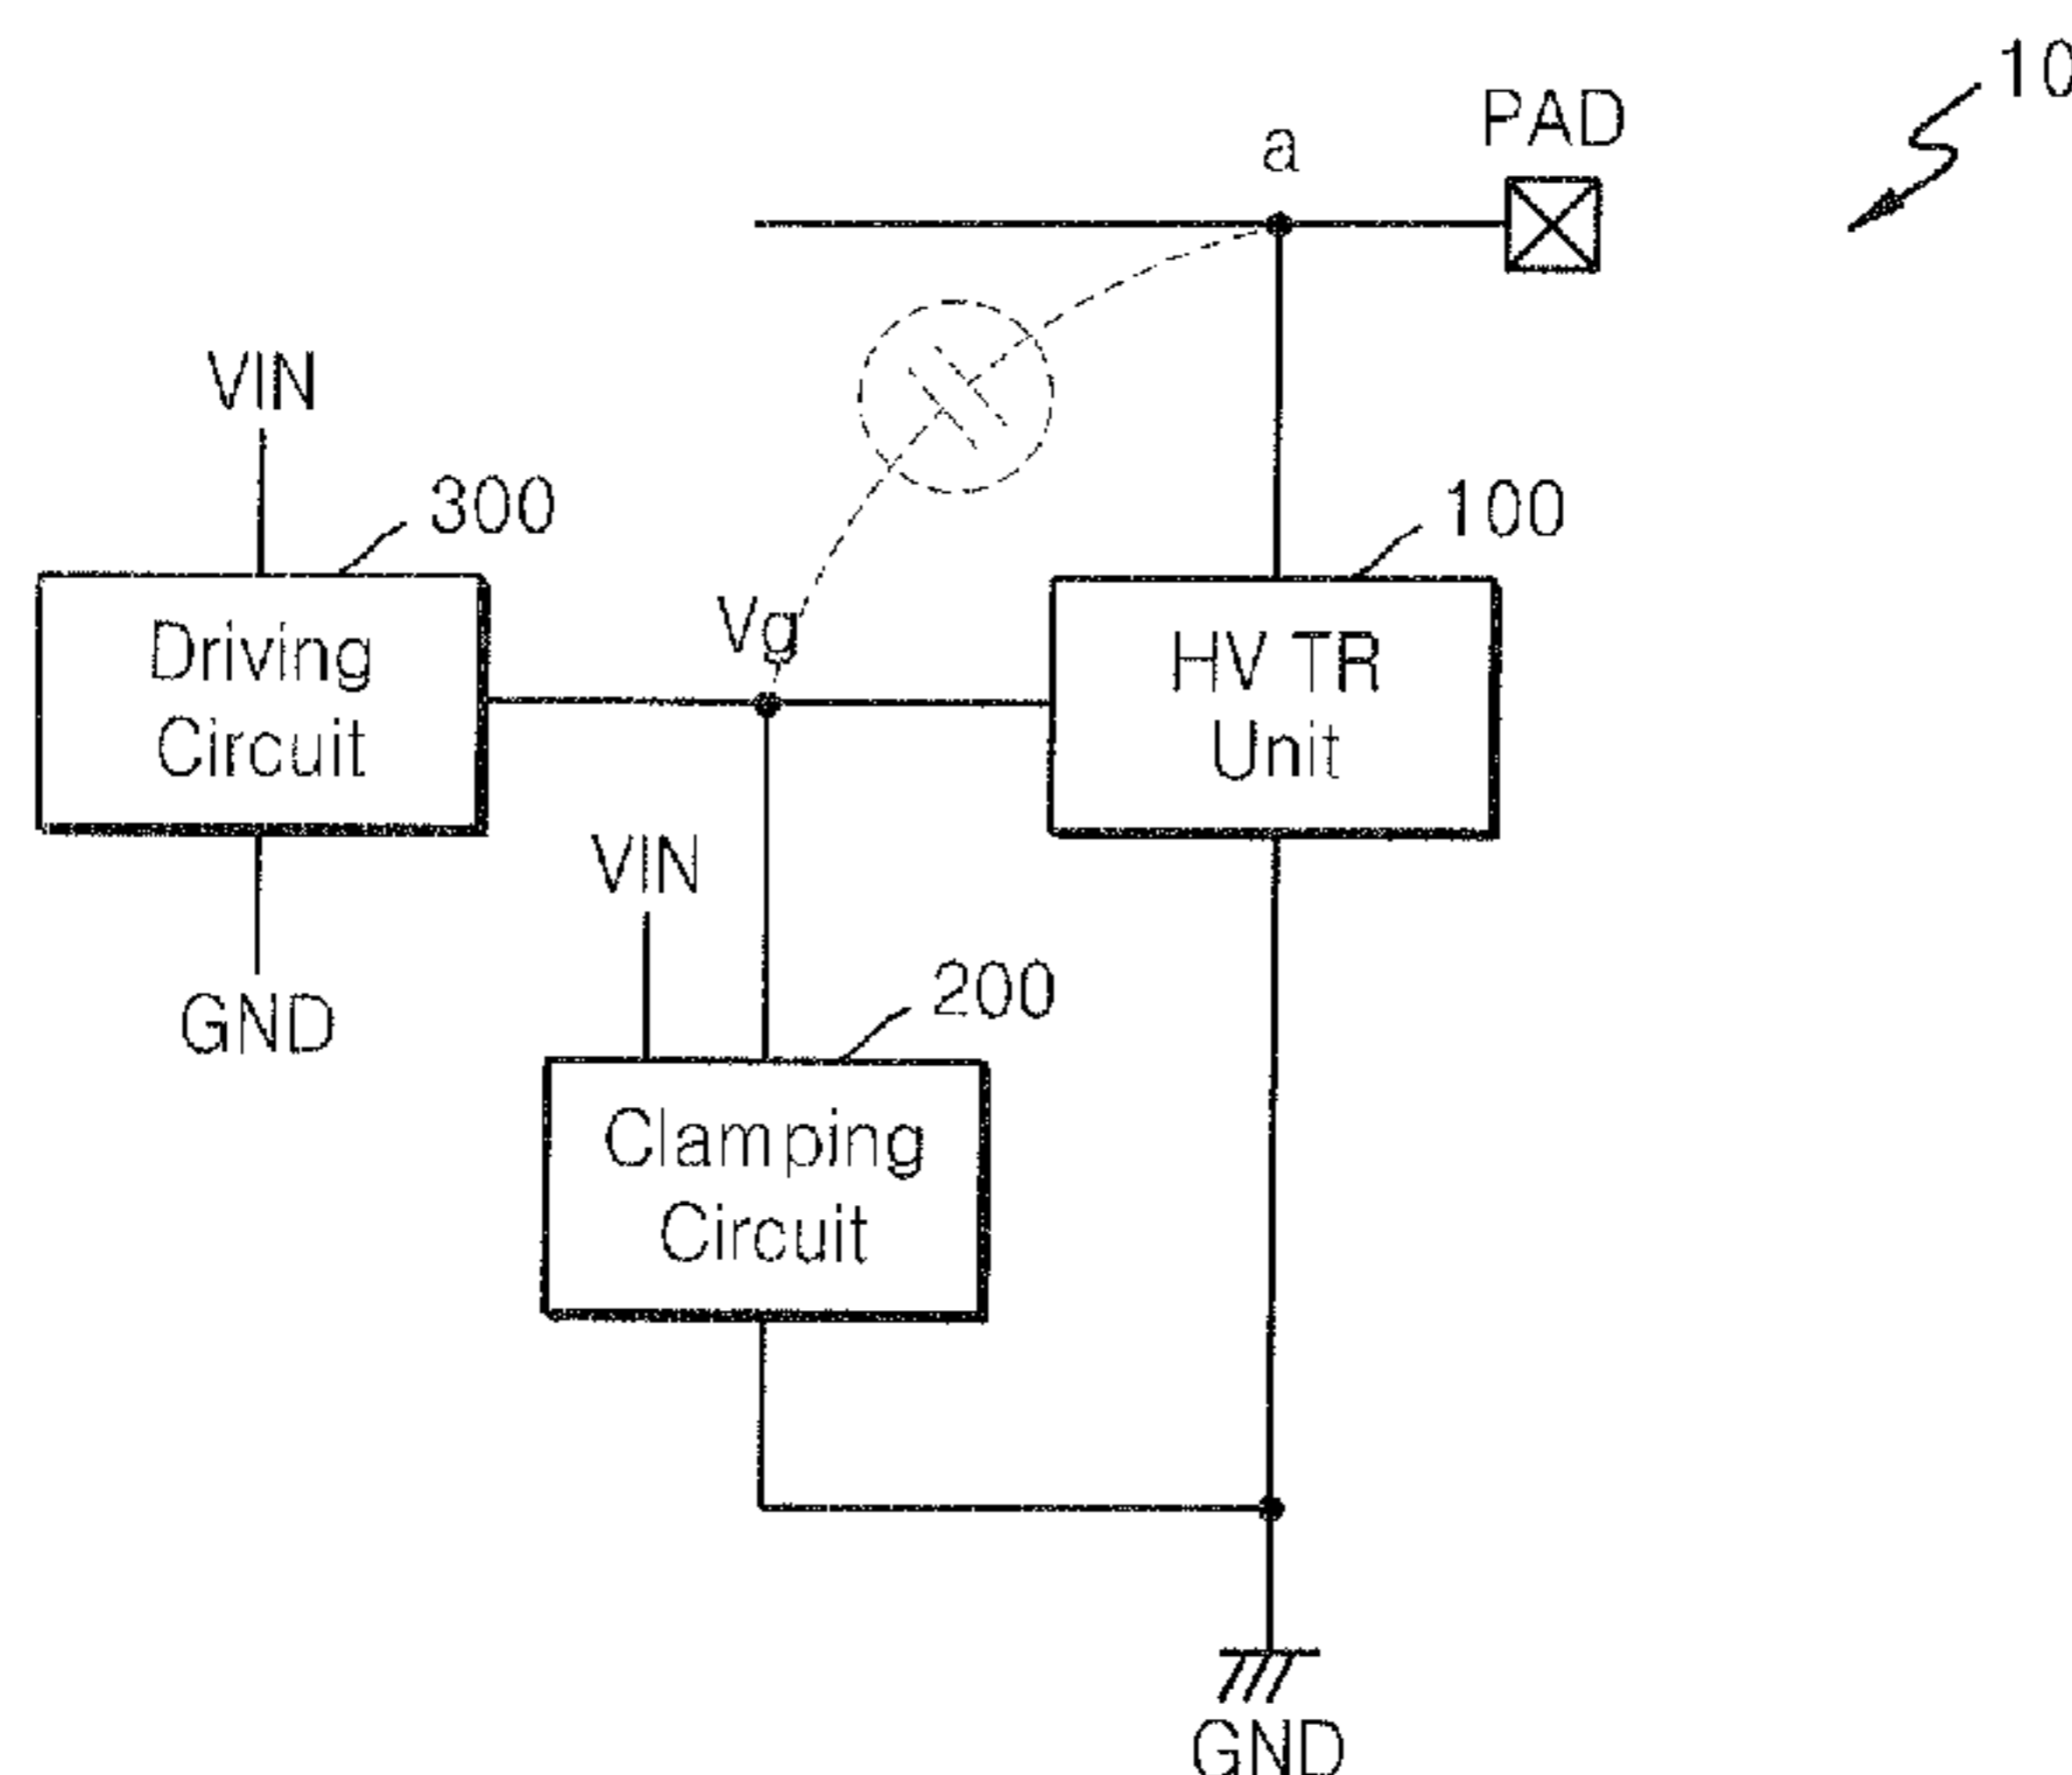 10
PAD
a
VIN
300
100
Driving
Circuit
Vg
HV TR
Unit
VIN
GND
200
Clamping
Circuit
GND